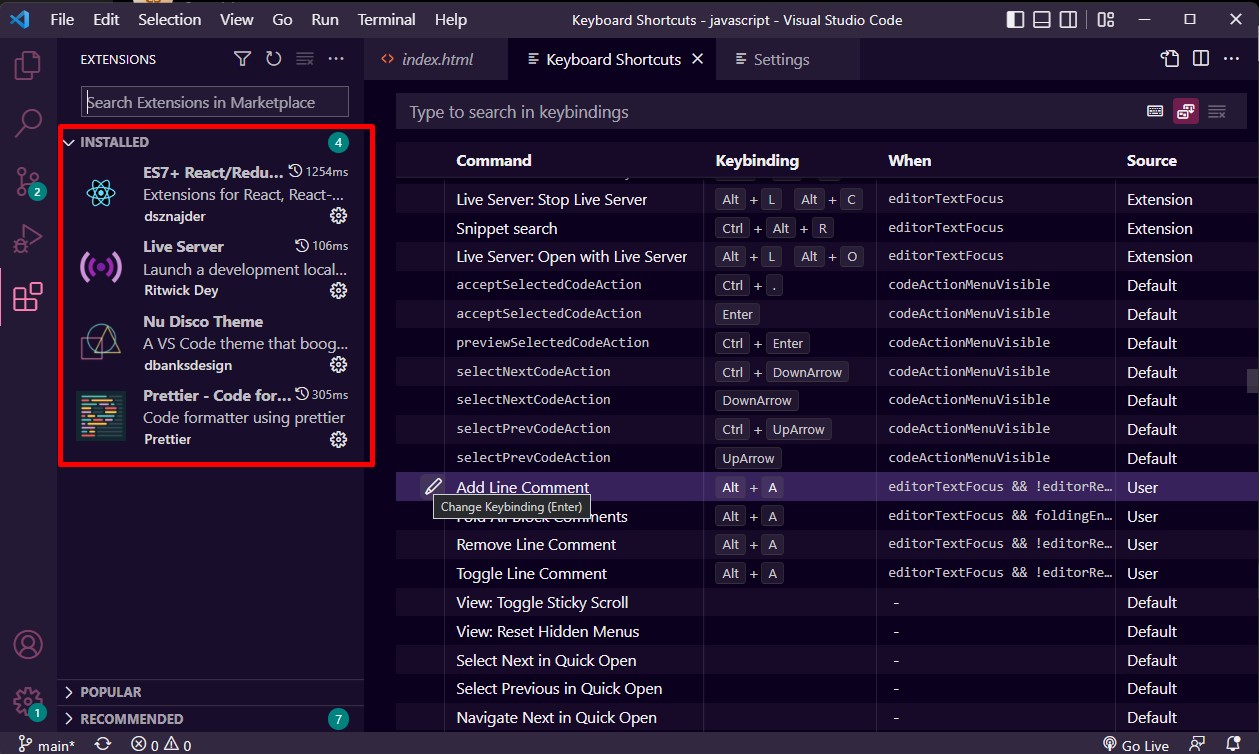 File Edit Selection View Go Run Terminal Help
Keyboard Shortcuts - javascript - Visual Studio Code
EXTENSIONS
Search Extensions in Marketplace
INSTALLED 4
ES7+ React/Redu... 1254ms
Extensions for React, React-...
dsznajder
Live Server 106ms
Launch a development local...
Ritwick Dey
Nu Disco Theme
A VS Code theme that boog...
dbanksdesign
Prettier - Code for... 305ms
Code formatter using prettier
Prettier
POPULAR
RECOMMENDED 7
2
1
index.html Keyboard Shortcuts Settings
Type to search in keybindings
Command Keybinding When Source
Live Server: Stop Live Server Alt + L Alt + C editorTextFocus Extension
Snippet search Ctrl + Alt + R editorTextFocus Extension
Live Server: Open with Live Server Alt + L Alt + O editorTextFocus Extension
acceptSelectedCodeAction Ctrl + . codeActionMenuVisible Default
acceptSelectedCodeAction Enter codeActionMenuVisible Default
previewSelectedCodeAction Ctrl + Enter codeActionMenuVisible Default
selectNextCodeAction Ctrl + DownArrow codeActionMenuVisible Default
selectNextCodeAction DownArrow codeActionMenuVisible Default
selectPrevCodeAction Ctrl + UpArrow codeActionMenuVisible Default
selectPrevCodeAction UpArrow codeActionMenuVisible Default
Add Line Comment Alt + A editorTextFocus && !editorRe... User
Change Keybinding (Enter)
Comments Alt + A editorTextFocus && foldingEn... User
Remove Line Comment Alt + A editorTextFocus && !editorRe... User
Toggle Line Comment Alt + A editorTextFocus && !editorRe... User
View: Toggle Sticky Scroll - Default
View: Reset Hidden Menus - Default
Select Next in Quick Open - Default
Select Previous in Quick Open - Default
Navigate Next in Quick Open - Default
main* 0 0 Go Live